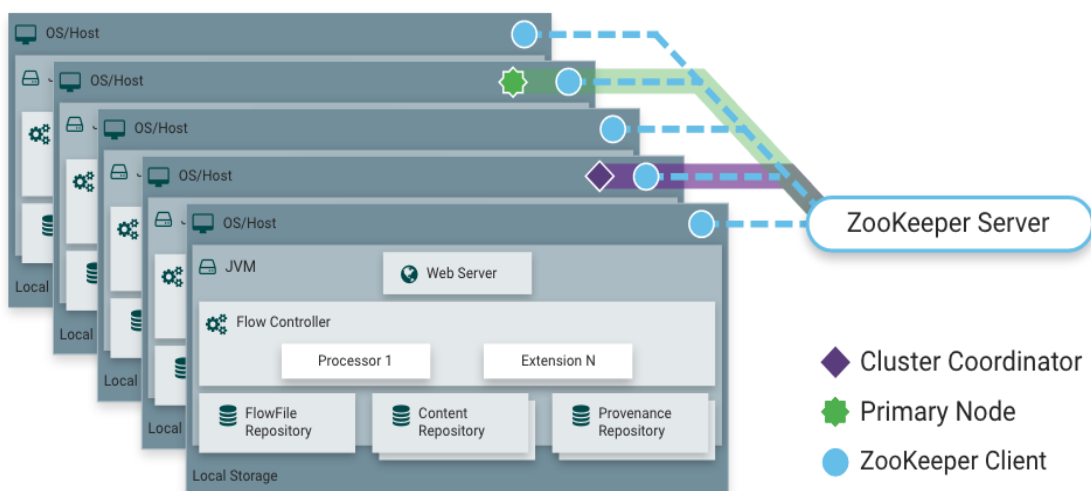 OS/Host
OS/Host
OS/Host
OS/Host
OS/Host
ZooKeeper Server
JVM
Web Server
Flow Controller
Processor 1
Extension N
FlowFile
Repository
Content
Repository
Provenance
Repository
Local Storage
Local
Local
Local
Local
Cluster Coordinator
Primary Node
ZooKeeper Client